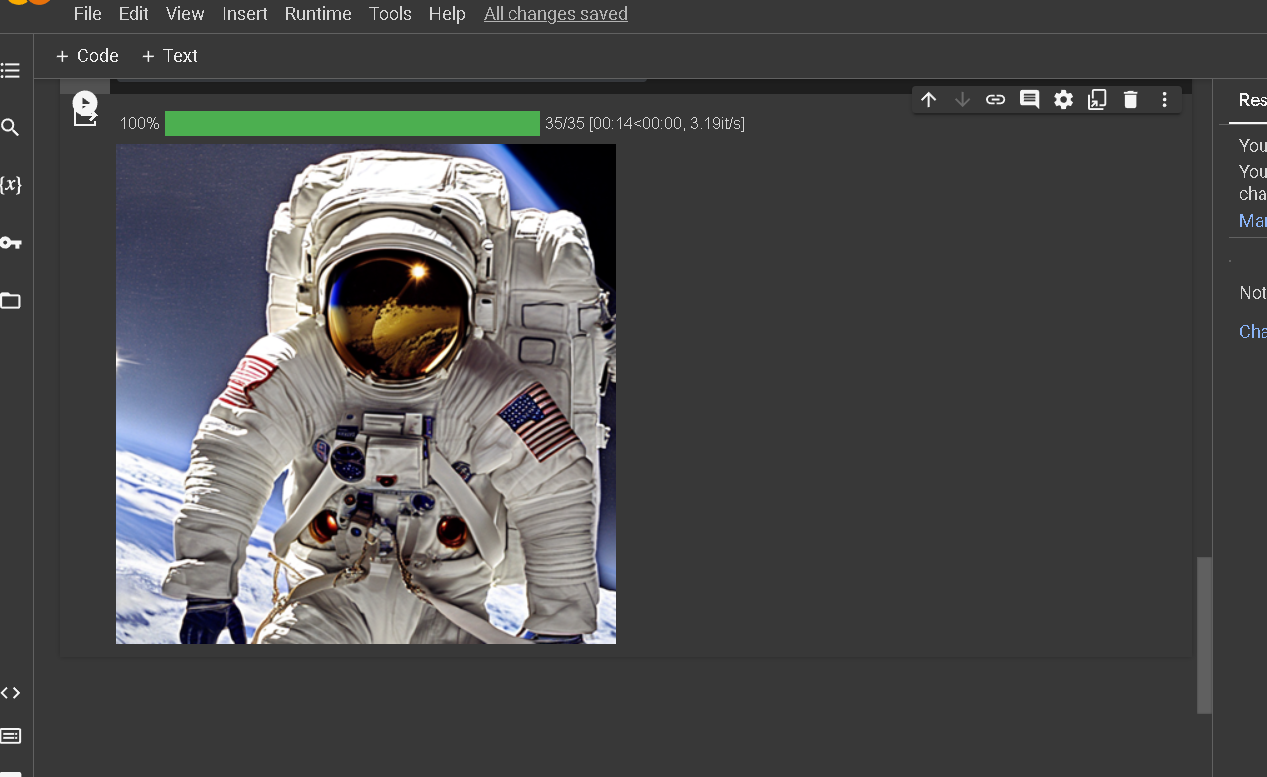 File Edit View Insert Runtime Tools Help All changes saved
+ Code + Text
100% 35/35 [00:14<00:00, 3.19it/s]
{x}
Res
You
You
cha
Mar
Not
Cha